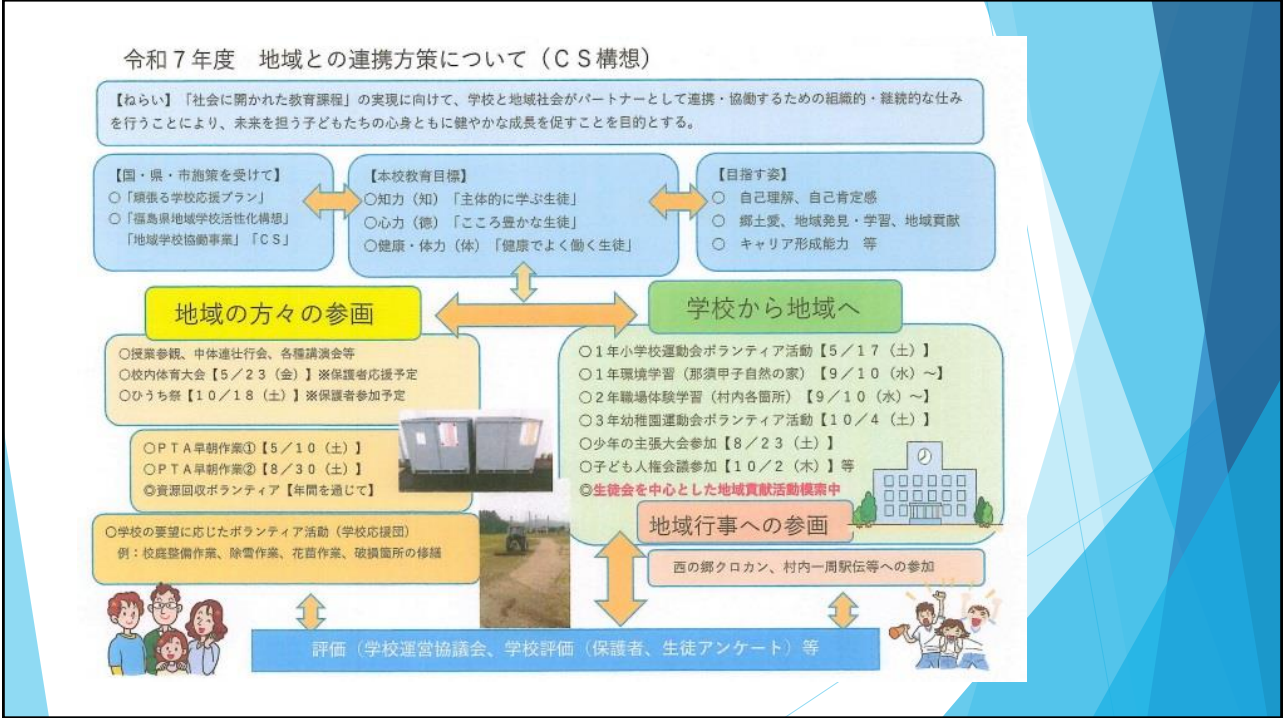 令和7年度　地域との連携方策について（CS構想）
【ねらい】「社会に開かれた教育課程」の実現に向けて、学校と地域社会がパートナーとして連携・協働するための組織的・継続的な仕み
を行うことにより、未来を担う子どもたちの心身ともに健やかな成長を促すことを目的とする。
【国・県・市施策を受けて】
○「頑張る学校応援プラン」
○「福島県地域学校活性化構想」
「地域学校協働事業」「CS」
【本校教育目標】
○知力（知）「主体的に学ぶ生徒」
○心力（徳）「こころ豊かな生徒」
○健康・体力（体）「健康でよく働く生徒」
【目指す姿】
○　自己理解、自己肯定感
○　郷土愛、地域発見・学習、地域貢献
○　キャリア形成能力　等
地域の方々の参画
○授業参観、中体連壮行会、各種講演会等
○校内体育大会【5／23（金）】※保護者応援予定
○ひうち祭【10／18（土）】※保護者参加予定
○PTA早朝作業①【5／10（土）】
○PTA早朝作業②【8／30（土）】
◎資源回収ボランティア【年間を通じて】
○学校の要望に応じたボランティア活動（学校応援団）
例：校庭整備作業、除雪作業、花苗作業、破損箇所の修繕
学校から地域へ
○1年小学校運動会ボランティア活動【5／17（土）】
○1年環境学習（那須甲子自然の家）【9／10（水）～】
○2年職場体験学習（村内各箇所）【9／10（水）～】
○3年幼稚園運動会ボランティア活動【10／4（土）】
○少年の主張大会参加【8／23（土）】
○子ども人権会議参加【10／2（木）】等
◎生徒会を中心とした地域貢献活動模索中
地域行事への参画
西の郷クロカン、村内一周駅伝等への参加
評価（学校運営協議会、学校評価（保護者、生徒アンケート）等